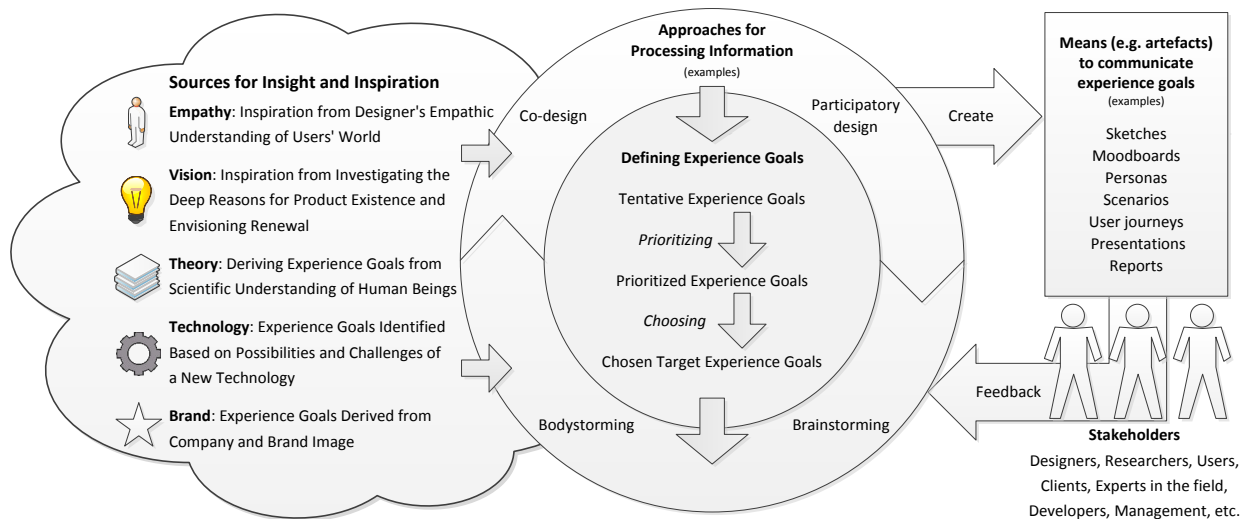 Sources for Insight and Inspiration
Empathy: Inspiration from Designer's Empathic
Understanding of Users' World
Vision: Inspiration from Investigating the
Deep Reasons for Product Existence and
Envisioning Renewal
Theory: Deriving Experience Goals from
Scientific Understanding of Human Beings
Technology: Experience Goals Identified
Based on Possibilities and Challenges of
a New Technology
Brand: Experience Goals Derived from
Company and Brand Image
Approaches for
Processing Information
(examples)
Co-design
Participatory
design
Defining Experience Goals
Tentative Experience Goals
Prioritizing
Prioritized Experience Goals
Choosing
Chosen Target Experience Goals
Bodystorming
Brainstorming
Create
Means (e.g. artefacts)
to communicate
experience goals
(examples)
Sketches
Moodboards
Personas
Scenarios
User journeys
Presentations
Reports
Feedback
Stakeholders
Designers, Researchers, Users,
Clients, Experts in the field,
Developers, Management, etc.